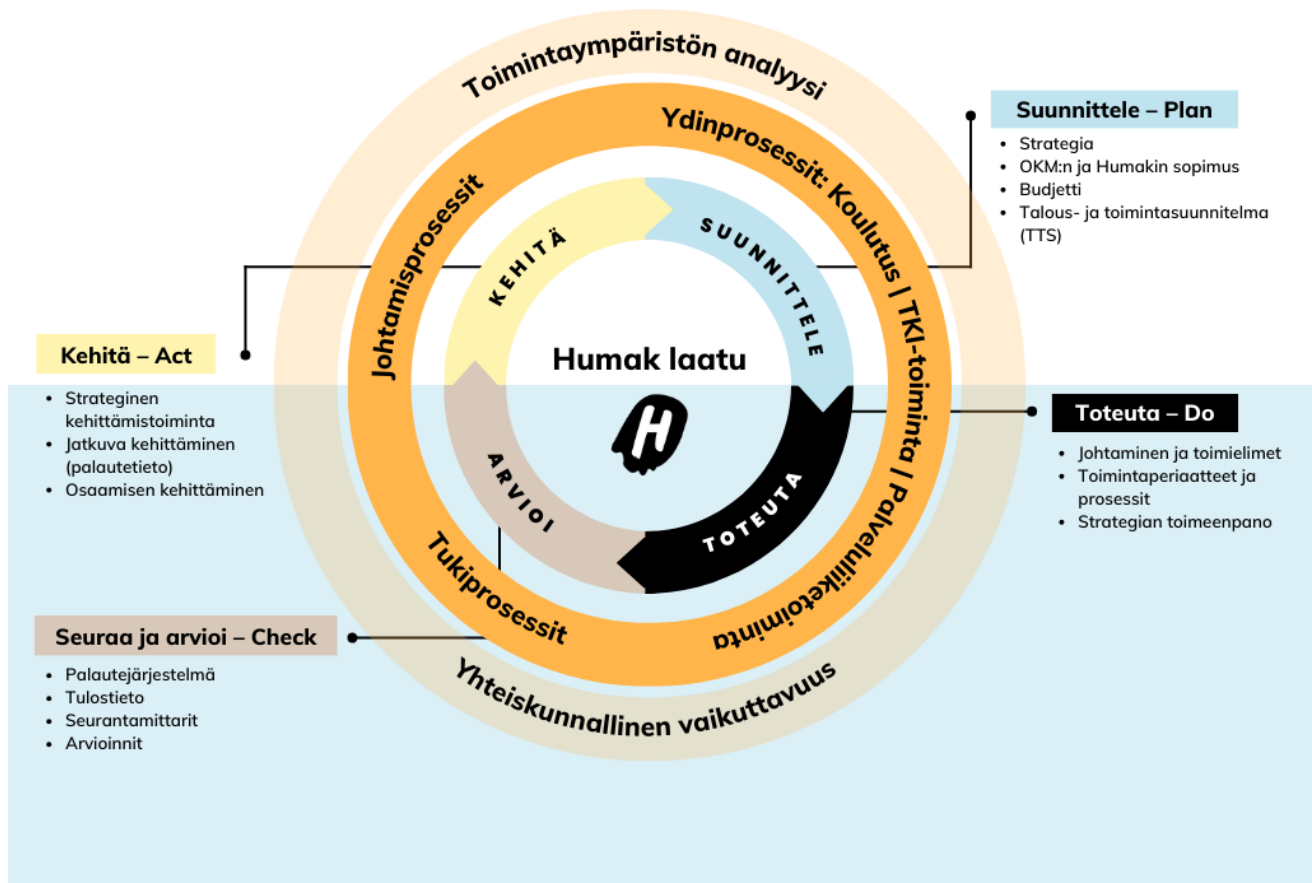 Toimintaympäristön analyysi
Ydinprosessit: Koulutus | TKI-toiminta | Palveluliiketoiminta
Johtamisprosessit
Tukiprosessit
Yhteiskunnallinen vaikuttavuus
KEHITÄ
SUUNNITTELE
TOTEUTA
ARVIOI
Humak laatu
H
Suunnittele – Plan
• Strategia
• OKM:n ja Humakin sopimus
• Budjetti
• Talous- ja toimintasuunnitelma
(TTS)
Toteuta – Do
• Johtaminen ja toimielimet
• Toimintaperiaatteet ja
prosessit
• Strategian toimeenpano
Kehitä – Act
• Strateginen
kehittämistoiminta
• Jatkuva kehittäminen
(palautetieto)
• Osaamisen kehittäminen
Seuraa ja arvioi – Check
• Palautejärjestelmä
• Tulostieto
• Seurantamittarit
• Arvioinnit